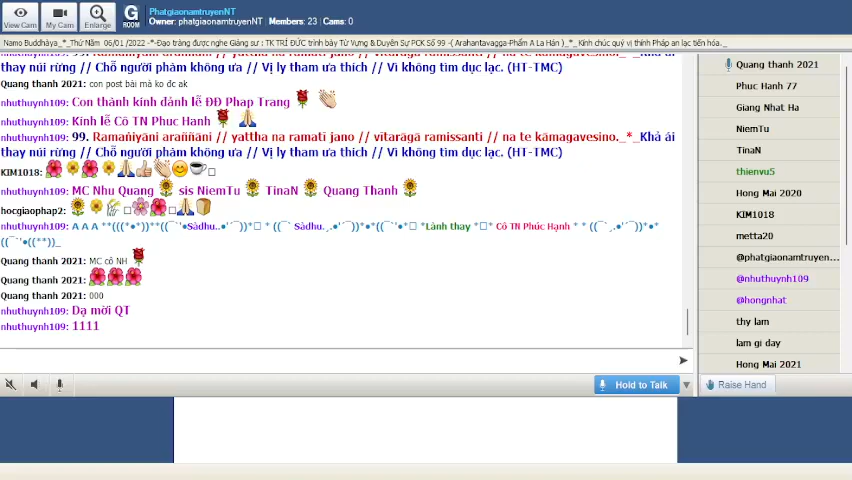 PhatgiaonamtruyenNT
Owner: phatgiaonamtruyenNT Members: 23 Cams: 0
View Cam
My Cam
Enlarge
G ROOM
Namo Buddhàya_*_Thứ Năm 06/01/2022 -*-Đạo tràng được nghe Giảng sư : TK TRÍ ĐỨC trình bày Từ Vựng & Duyên Sự PCK Số 99 -( Arahantavagga-Phẩm A La Hán )_*_ Kính chúc quý vị thính Pháp an lạc tiến hóa._
thay núi rừng // Chỗ người phàm không ưa // Vị ly tham ưa thích // Vì không tìm dục lạc. (HT-TMC)
Quang thanh 2021: con post bài mà ko đc ak
nhuthuynh109: Con thành kính đảnh lễ ĐĐ Phap Trang
nhuthuynh109: Kính lễ Cô TN Phuc Hanh
nhuthuynh109: 99. Ramaṇīyāni araññāni // yattha na ramatī jano // vītarāgā ramissanti // na te kāmagavesino._*_Khả ái
thay núi rừng // Chỗ người phàm không ưa // Vị ly tham ưa thích // Vì không tìm dục lạc. (HT-TMC)
KIM1018:
nhuthuynh109: MC Nhu Quang sis NiemTu TinaN Quang Thanh
hocgiaophap2:
nhuthuynh109: A A A **(((*•*))**((¯`'•Sàdhu..•'´¯))*•* * ((¯` Sàdhu.¸.•'´¯))*•*((¯`'•*  *Lành thay *  * Cô TN Phúc Hạnh * * ((¯`¸.•'´¯))*•*
((¯`'•((**))_
Quang thanh 2021: MC cô NH
Quang thanh 2021:
Quang thanh 2021: 000
nhuthuynh109: Dạ mời QT
nhuthuynh109: 1111
Hold to Talk
Raise Hand
Quang thanh 2021
Phuc Hanh 77
Giang Nhat Ha
NiemTu
TinaN
thienvu5
Hong Mai 2020
KIM1018
metta20
@phatgiaonamtruyen...
@nhuthuynh109
@hongnhat
thy lam
lam gi day
Hong Mai 2021